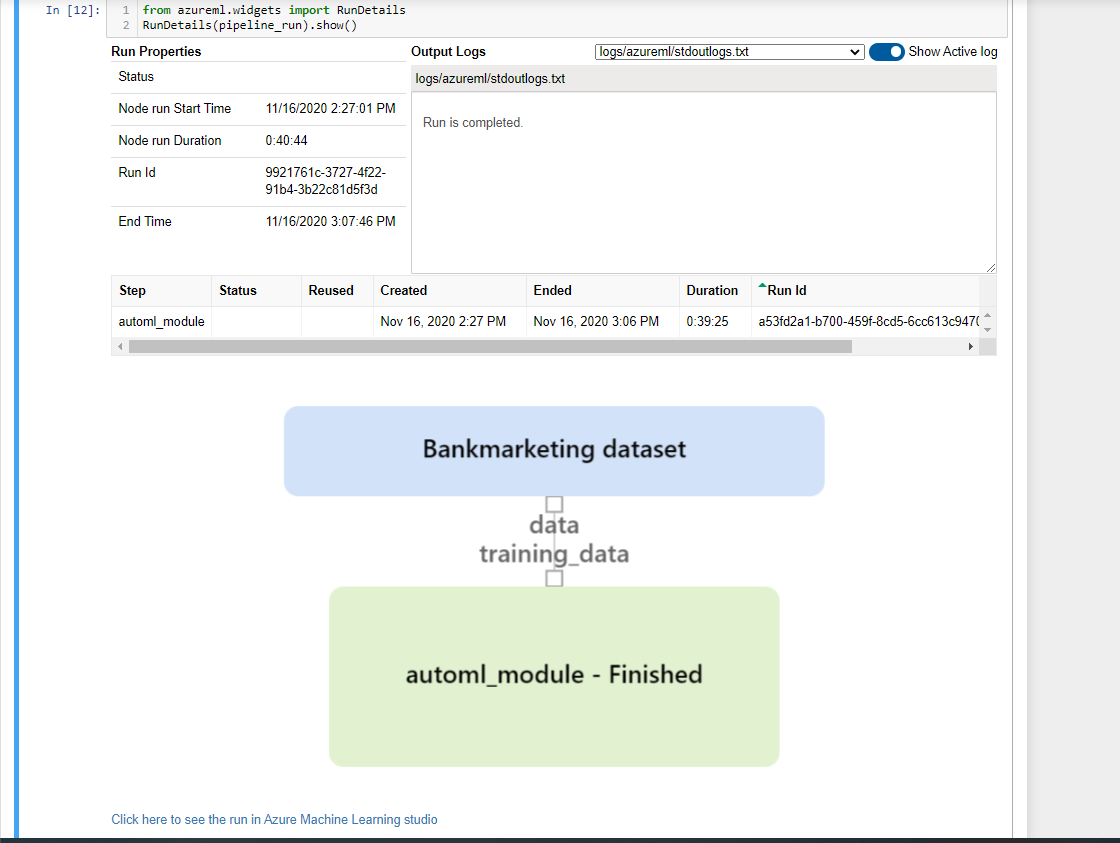 In [12]:
1 from azureml.widgets import RunDetails
2 RunDetails(pipeline_run).show()
Run Properties
Status
Node run Start Time 11/16/2020 2:27:01 PM
Node run Duration 0:40:44
Run Id 9921761c-3727-4f22-
91b4-3b22c81d5f3d
End Time 11/16/2020 3:07:46 PM
Output Logs logs/azureml/stdoutlogs.txt Show Active log
logs/azureml/stdoutlogs.txt
Run is completed.
Step Status Reused Created Ended Duration Run Id
automl_module Nov 16, 2020 2:27 PM Nov 16, 2020 3:06 PM 0:39:25 a53fd2a1-b700-459f-8cd5-6cc613c9470
Bankmarketing dataset
data
training_data
automl_module - Finished
Click here to see the run in Azure Machine Learning studio